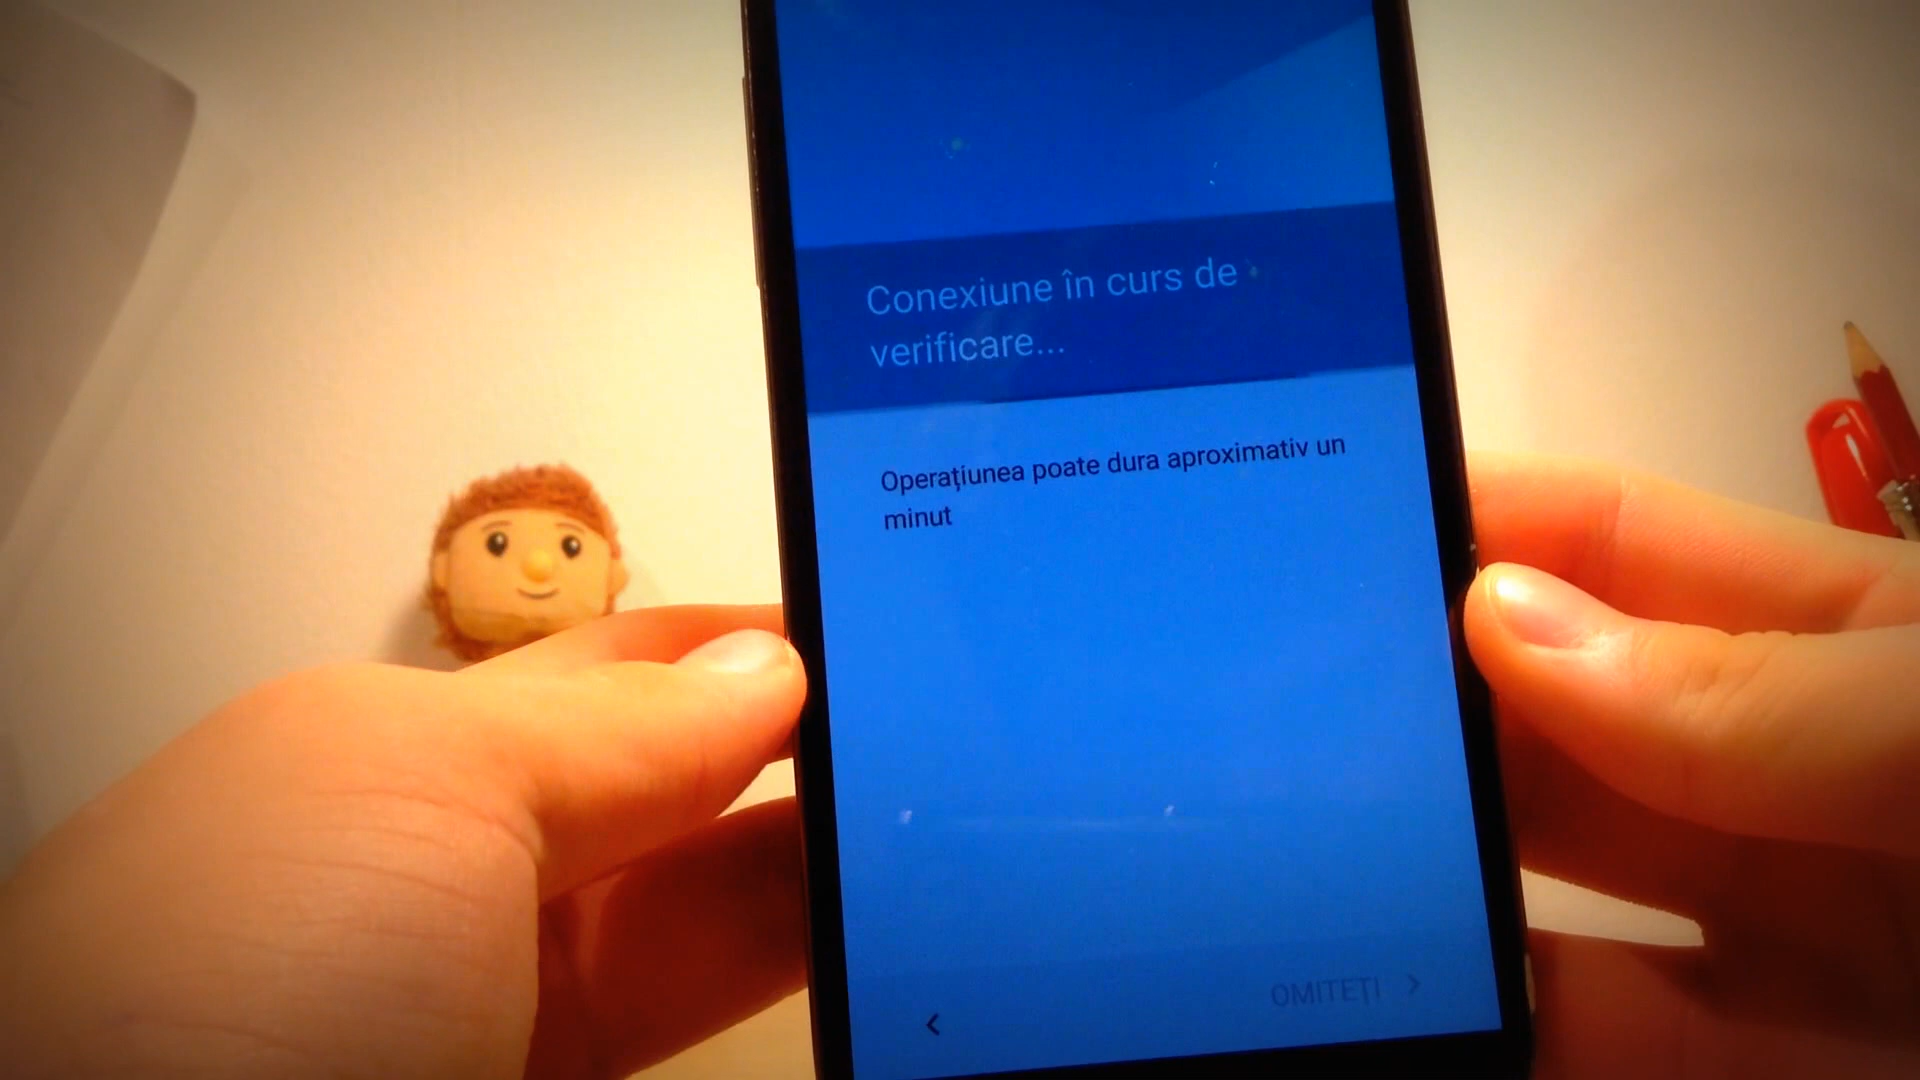 Conexiune în curs de
verificare...
Operațiunea poate dura aproximativ un
minut
OMITEȚI